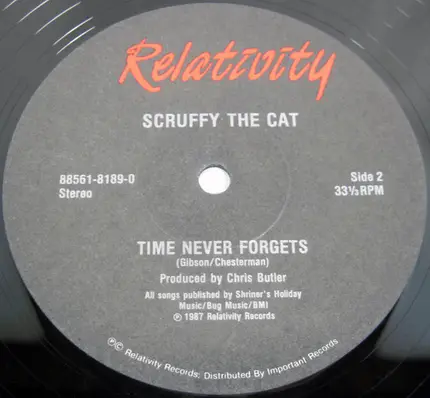 Relativity
SCRUFFY THE CAT
88561-8189-0
Stereo
Side 2
33⅓ RPM
TIME NEVER FORGETS
(Gibson/Chesterman)
Produced by Chris Butler
All songs published by Shriner's Holiday
Music/Bug Music/BMI
℗ 1987 Relativity Records
℗© Relativity Records; Distributed By Important Records